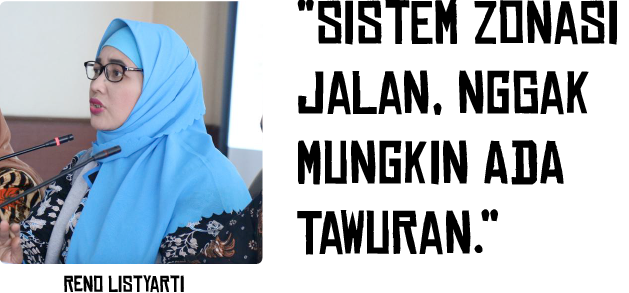 "SISTEM ZONASI
JALAN, NGGAK
MUNGKIN ADA
TAWURAN."
RENO LISTYARTI